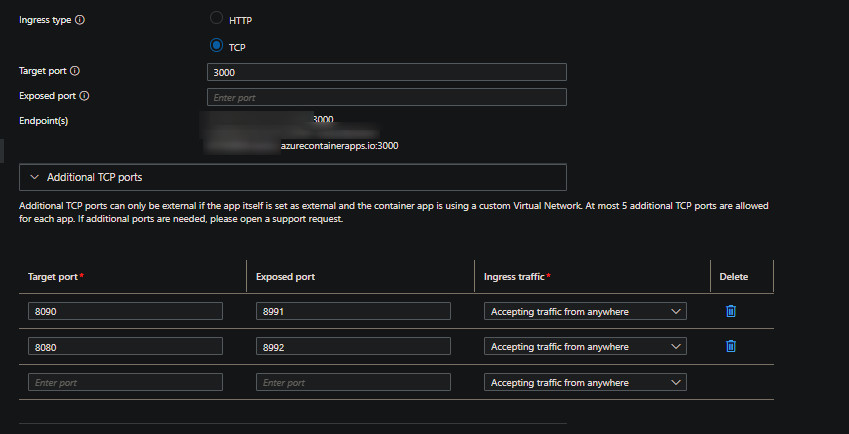 Ingress type
HTTP
TCP
Target port
3000
Exposed port
Enter port
Endpoint(s)
:3000
azurecontainerapps.io:3000
Additional TCP ports
Additional TCP ports can only be external if the app itself is set as external and the container app is using a custom Virtual Network. At most 5 additional TCP ports are allowed
for each app. If additional ports are needed, please open a support request.
Target port* Exposed port Ingress traffic* Delete
8090 8991 Accepting traffic from anywhere
8080 8992 Accepting traffic from anywhere
Enter port Enter port Accepting traffic from anywhere